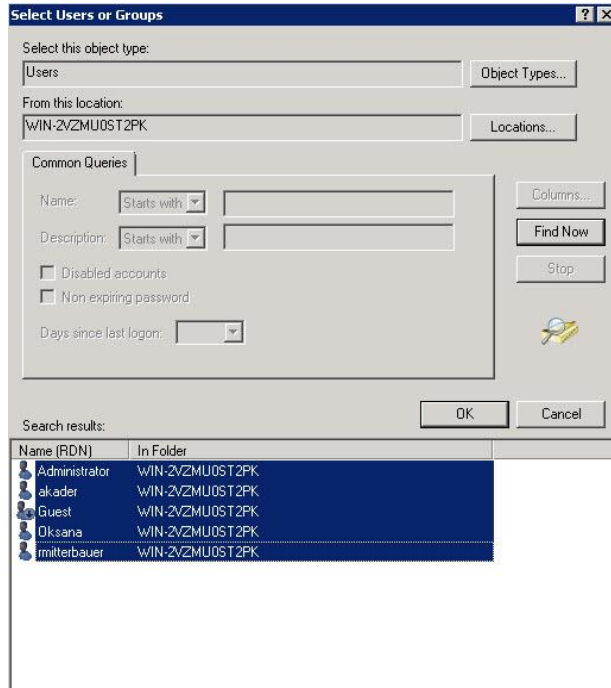 Select Users or Groups
Select this object type:
Users
Object Types...
From this location:
WIN-2VZMU0ST2PK
Locations...
Common Queries
Name:
Starts with
Columns...
Description:
Starts with
Find Now
Disabled accounts
Stop
Non expiring password
Days since last logon:
OK
Cancel
Search results:
Name (RDN) In Folder
Administrator WIN-2VZMU0ST2PK
akader WIN-2VZMU0ST2PK
Guest WIN-2VZMU0ST2PK
Oksana WIN-2VZMU0ST2PK
rmitterbauer WIN-2VZMU0ST2PK